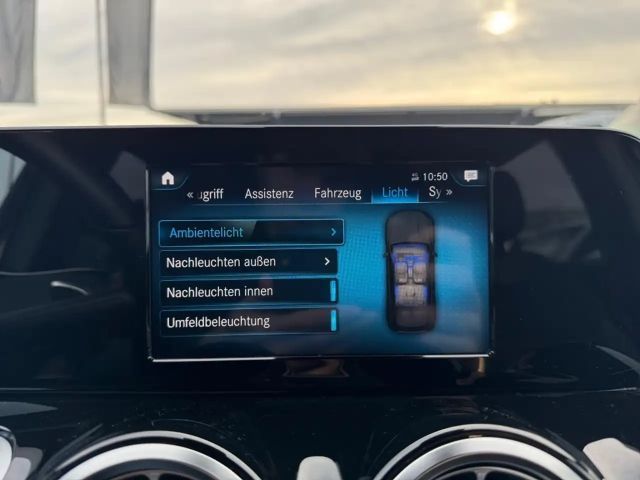 10:50
« ugriff Assistenz Fahrzeug Licht Sy »
Ambientelicht >
Nachleuchten außen >
Nachleuchten innen
Umfeldbeleuchtung